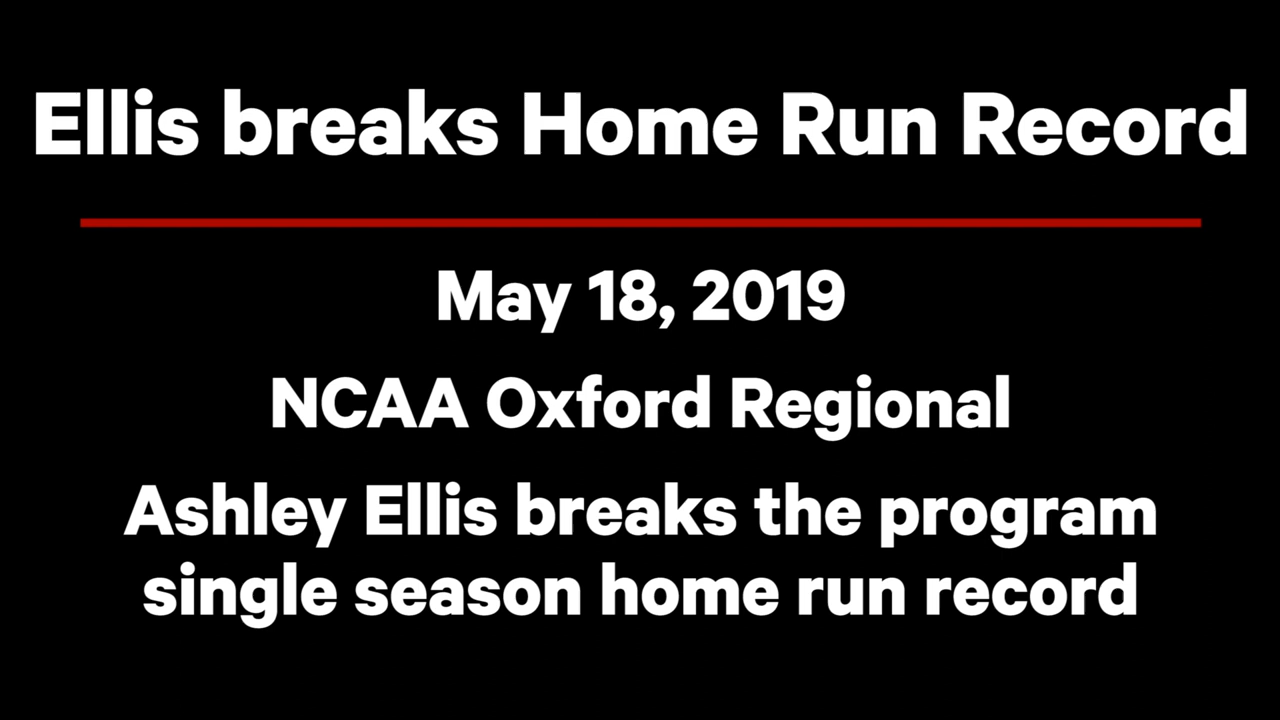 Ellis breaks Home Run Record
May 18, 2019
NCAA Oxford Regional
Ashley Ellis breaks the program
single season home run record